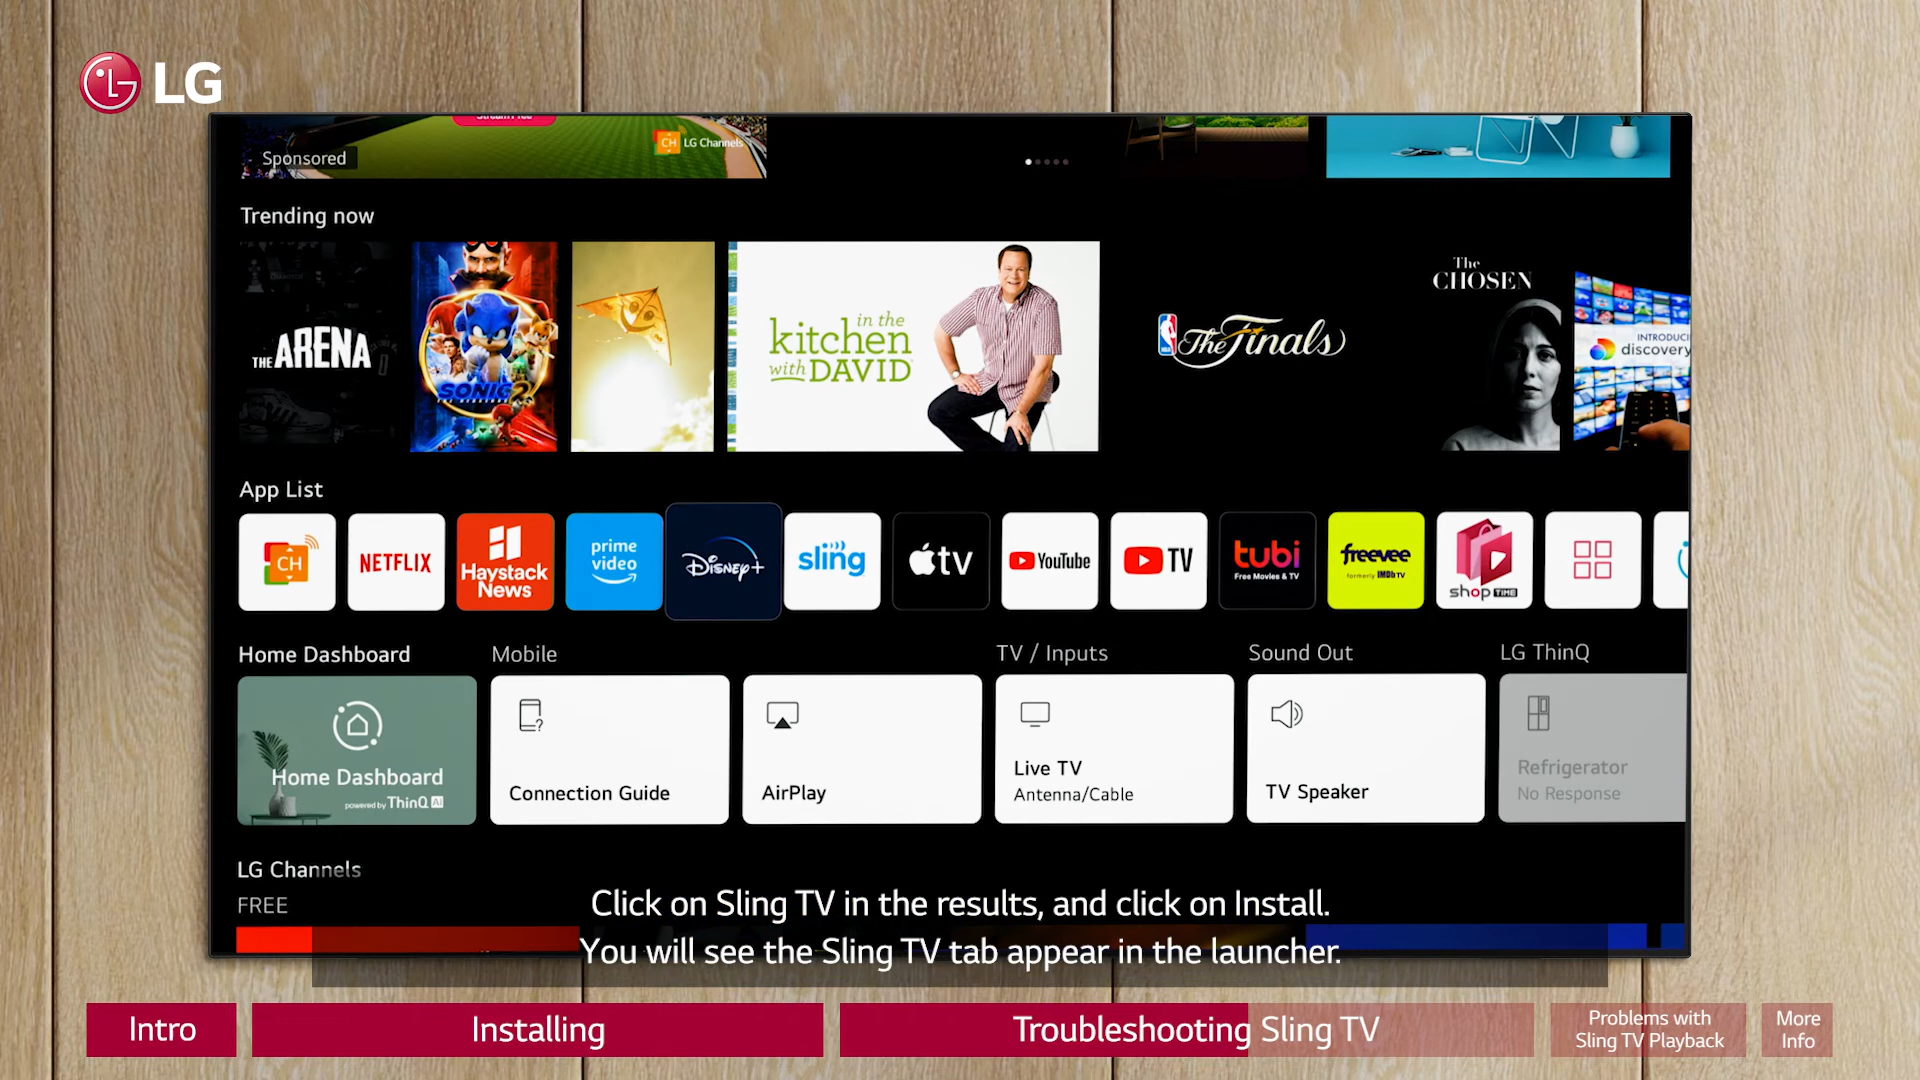 LG
Stream Free
CH LG Channels
Sponsored
Trending now
THE ARENA
SONIC 2
in the
kitchen
with DAVID
NBA The Finals
The
CHOSEN
INTRODUCI
discovery
App List
CH
NETFLIX
Haystack
News
prime
video
Disney+
sling
tv
YouTube
TV
tubi
Free Movies & TV
freevee
formerly IMDb TV
shop TIME
Home Dashboard
Mobile
TV / Inputs
Sound Out
LG ThinQ
Home Dashboard
powered by ThinQ AI
Connection Guide
AirPlay
Live TV
Antenna/Cable
TV Speaker
Refrigerator
No Response
LG Channels
FREE
Click on Sling TV in the results, and click on Install.
You will see the Sling TV tab appear in the launcher.
Intro
Installing
Troubleshooting Sling TV
Problems with
Sling TV Playback
More
Info